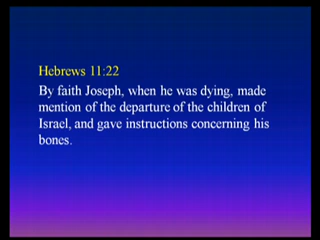 Hebrews 11:22
By faith Joseph, when he was dying, made
mention of the departure of the children of
Israel, and gave instructions concerning his
bones.